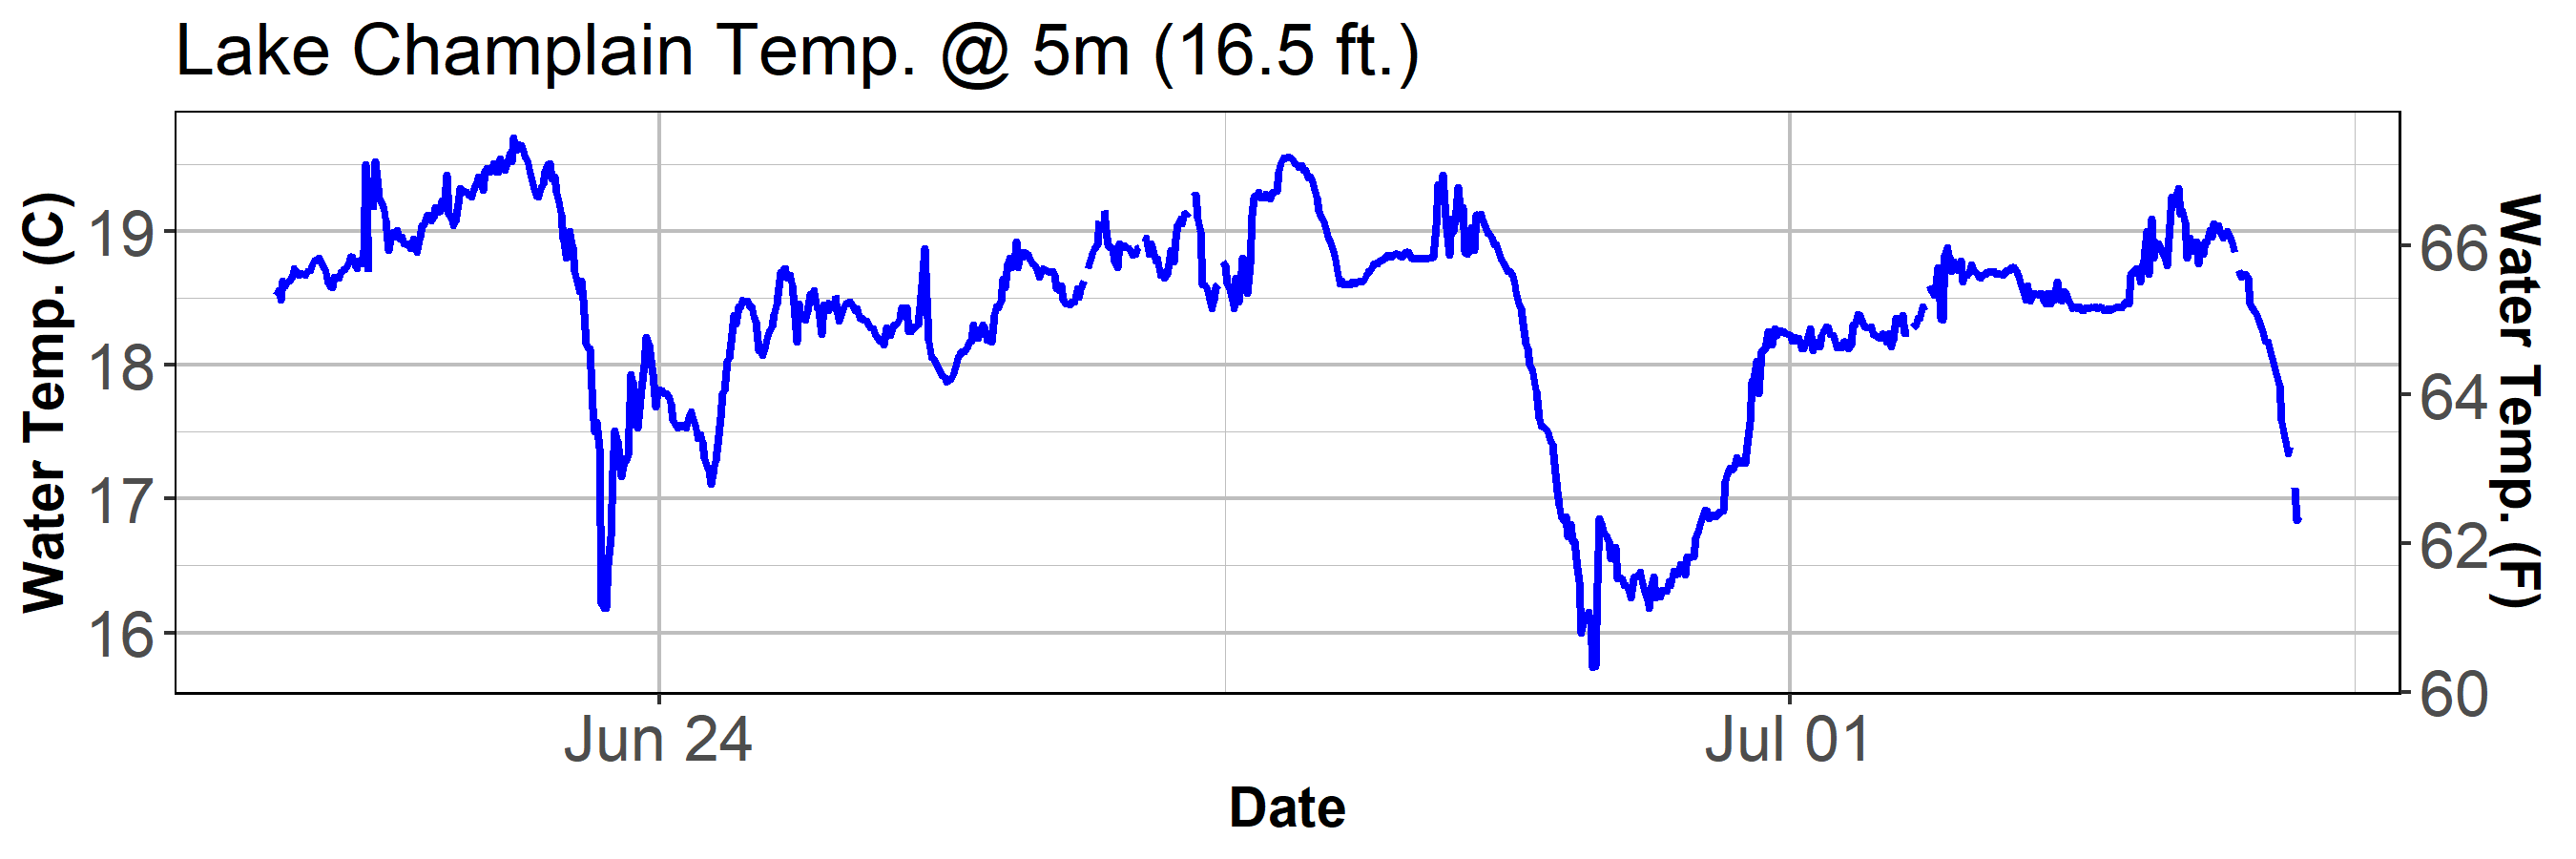 Lake Champlain Temp. @ 5m (16.5 ft.)
Water Temp. (C)
19
18
17
16
66
64
62
60
Water Temp. (F)
Jun 24
Jul 01
Date